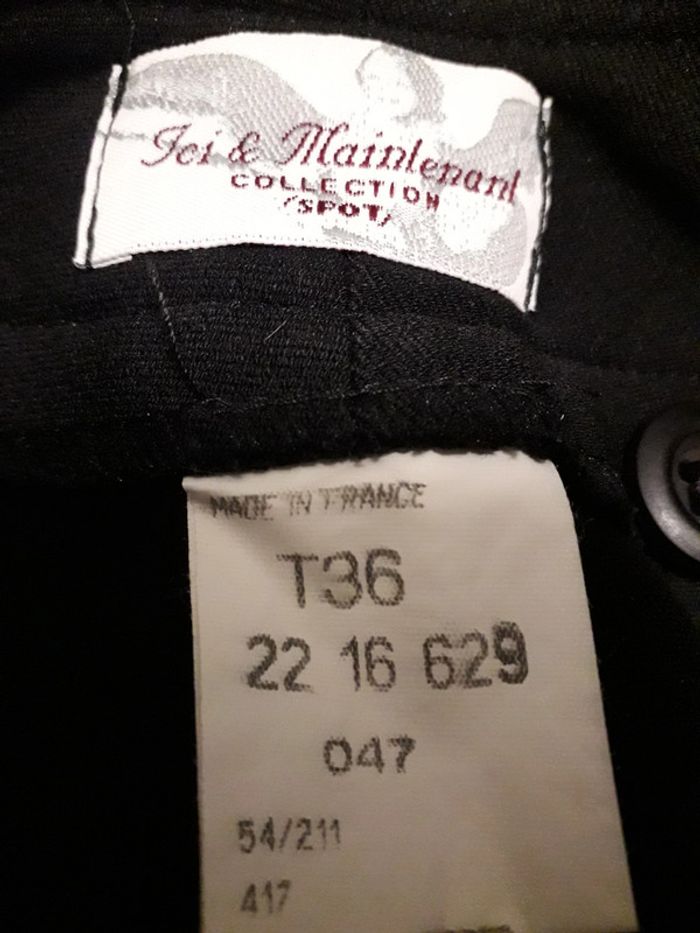 Ici & Maintenant
COLLECTION
/SPOT/
MADE IN FRANCE
T36
22 16 629
047
54/211
417